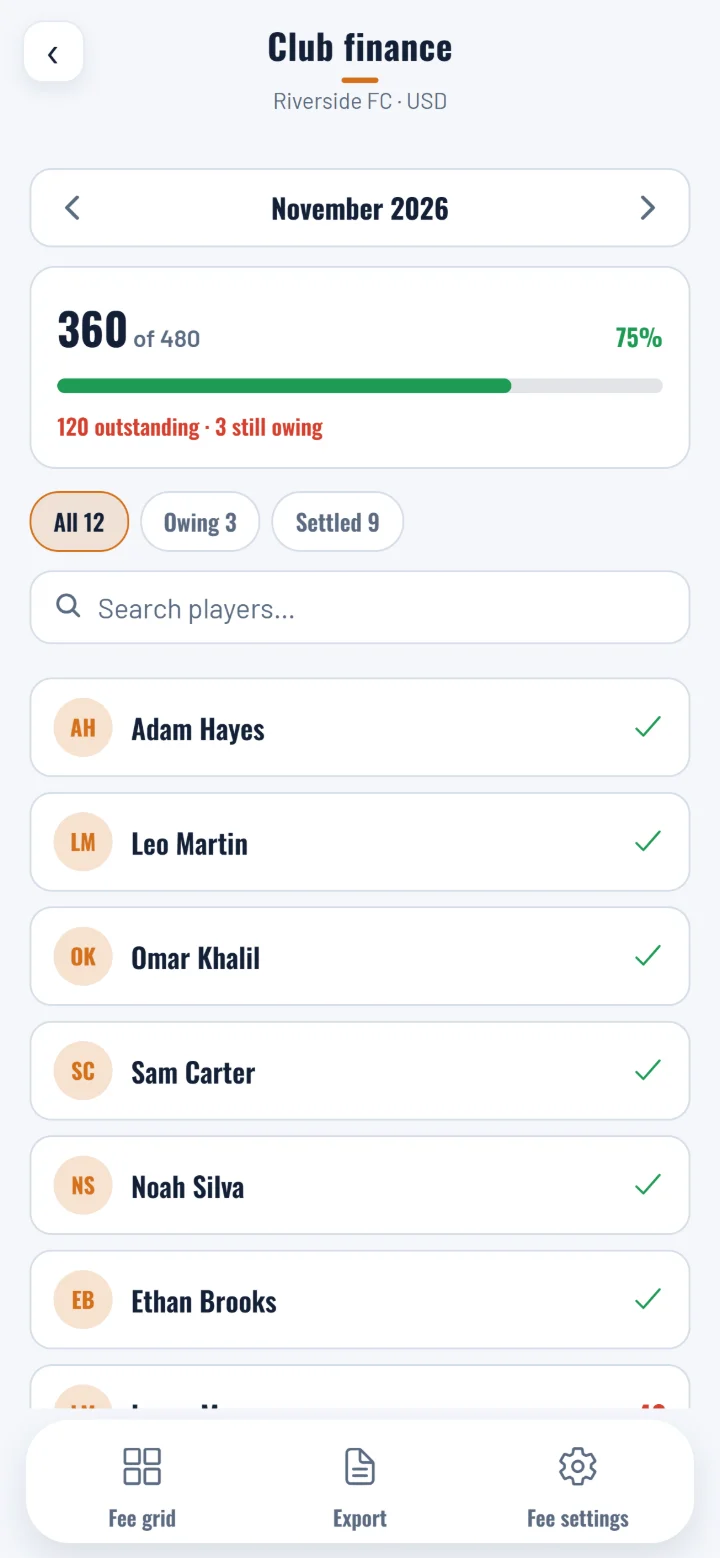 Club finance
Riverside FC · USD
November 2026
360 of 480
75%
120 outstanding · 3 still owing
All 12
Owing 3
Settled 9
Search players...
AH Adam Hayes
LM Leo Martin
OK Omar Khalil
SC Sam Carter
NS Noah Silva
EB Ethan Brooks
Fee grid
Export
Fee settings